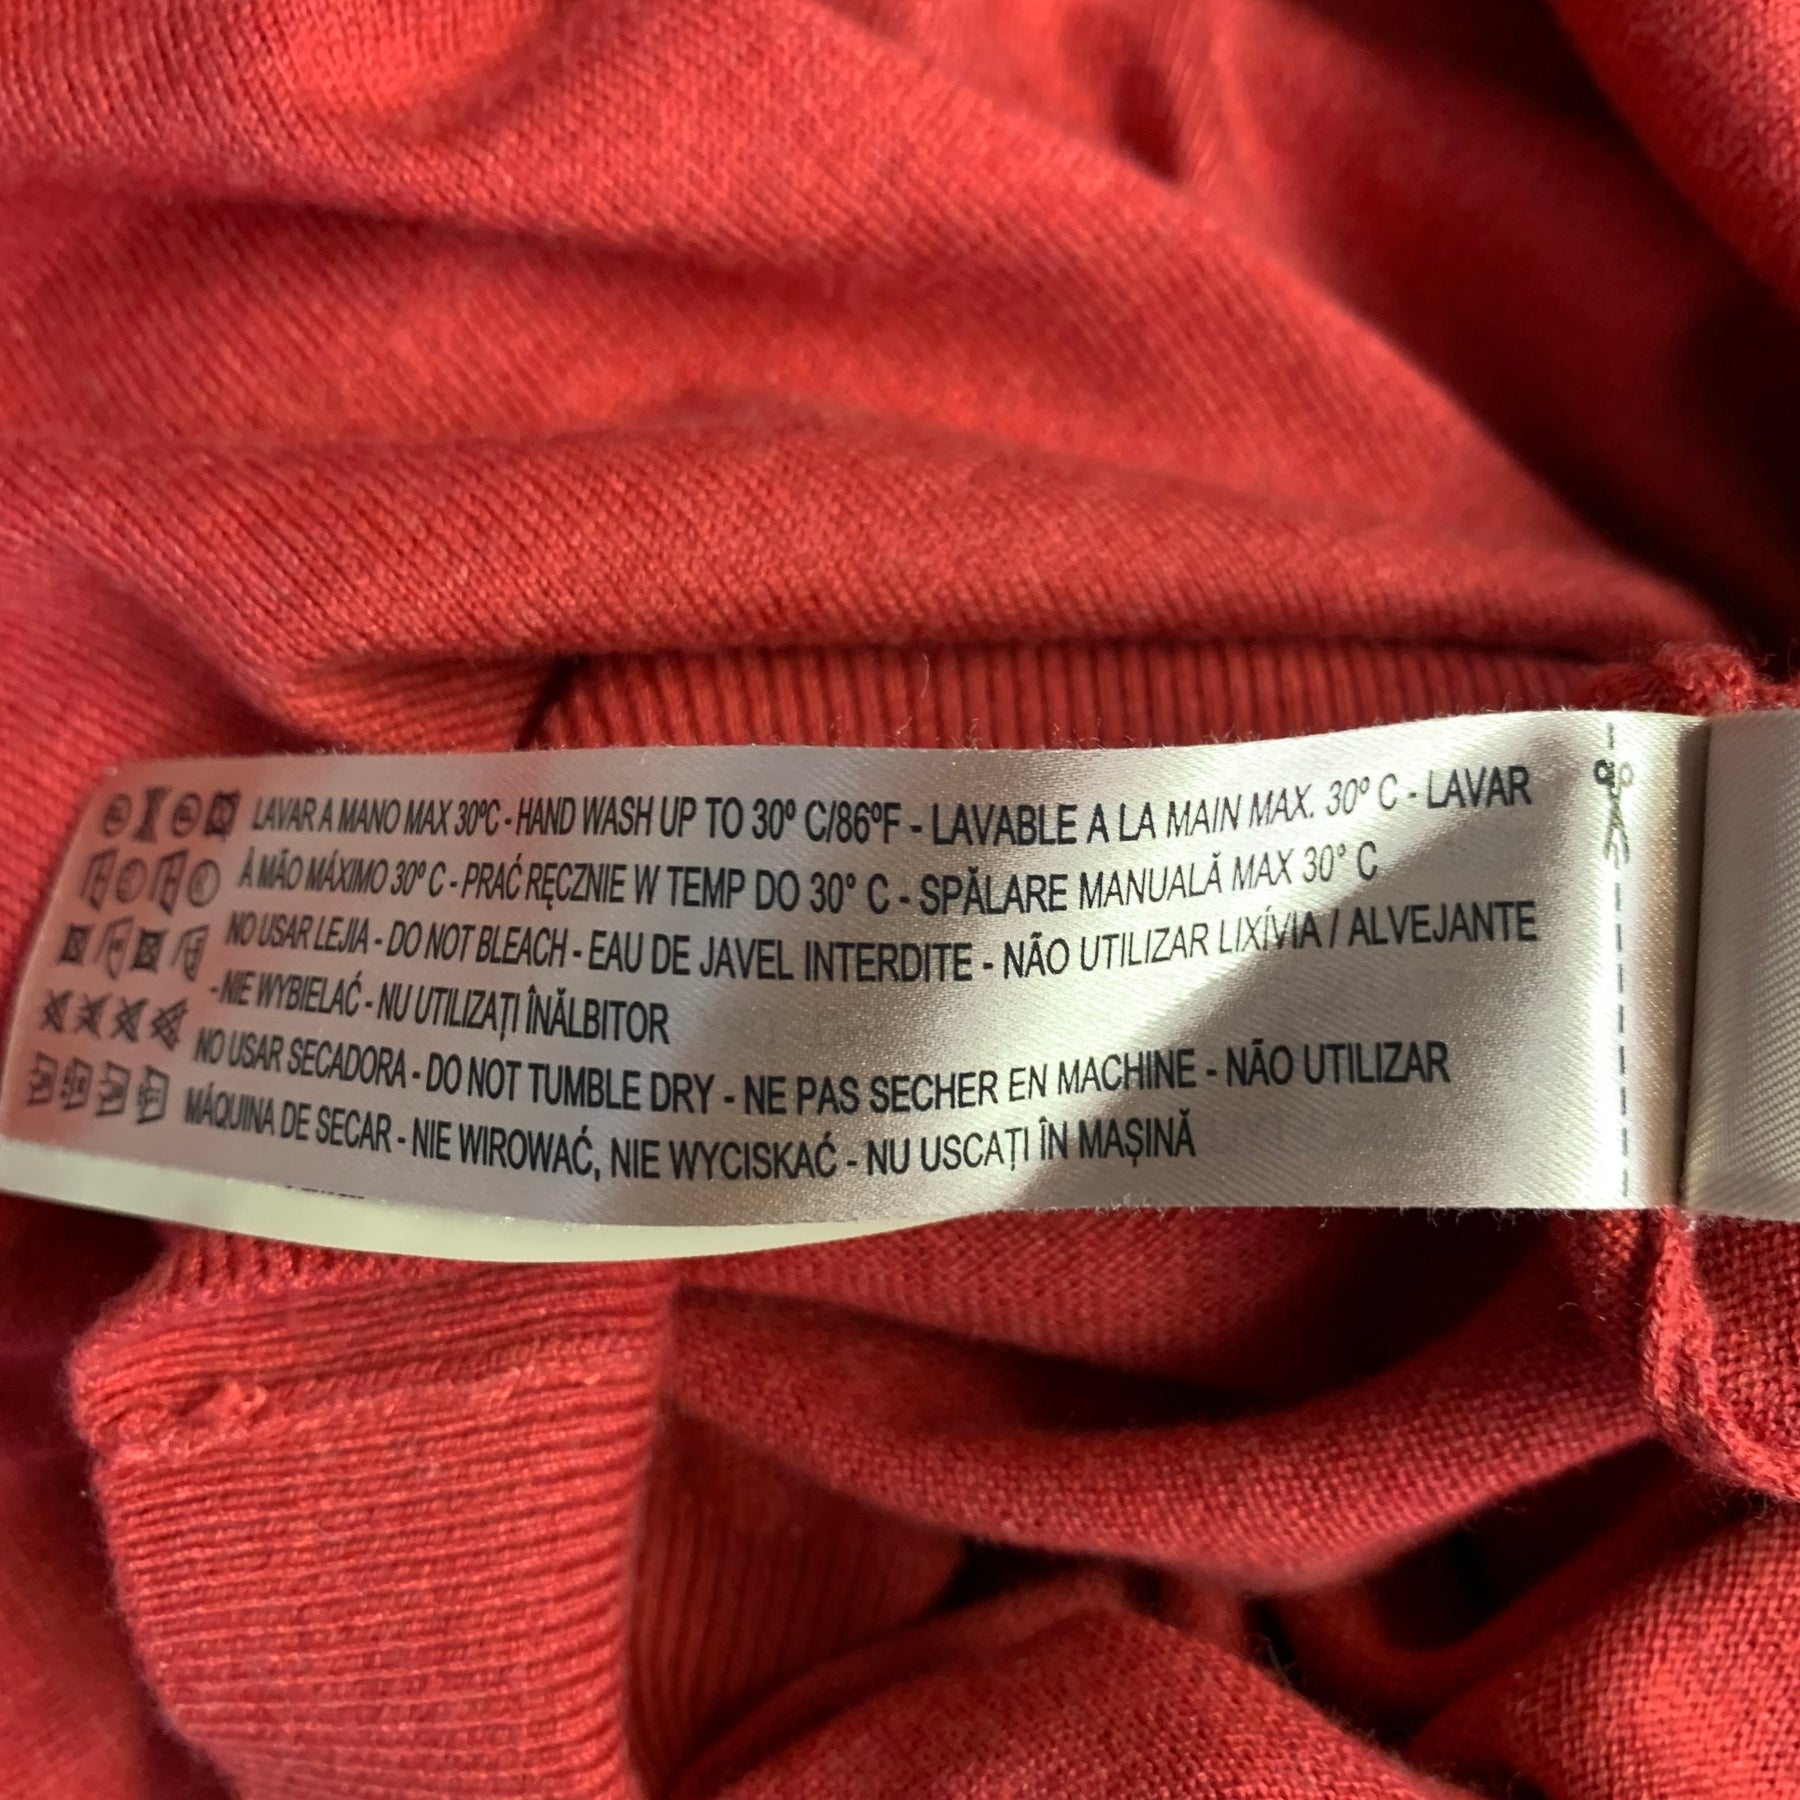 LAVAR A MANO MAX 30ºC - HAND WASH UP TO 30º C/86ºF - LAVABLE A LA MAIN MAX. 30º C - LAVAR
À MÃO MÁXIMO 30º C - PRAĆ RĘCZNIE W TEMP DO 30° C - SPĂLARE MANUALĂ MAX 30° C
NO USAR LEJIA - DO NOT BLEACH - EAU DE JAVEL INTERDITE - NÃO UTILIZAR LIXÍVIA / ALVEJANTE
- NIE WYBIELAĆ - NU UTILIZAȚI ÎNĂLBITOR
NO USAR SECADORA - DO NOT TUMBLE DRY - NE PAS SECHER EN MACHINE - NÃO UTILIZAR
MÁQUINA DE SECAR - NIE WIROWAĆ, NIE WYCISKAĆ - NU USCAȚI ÎN MAȘINĂ